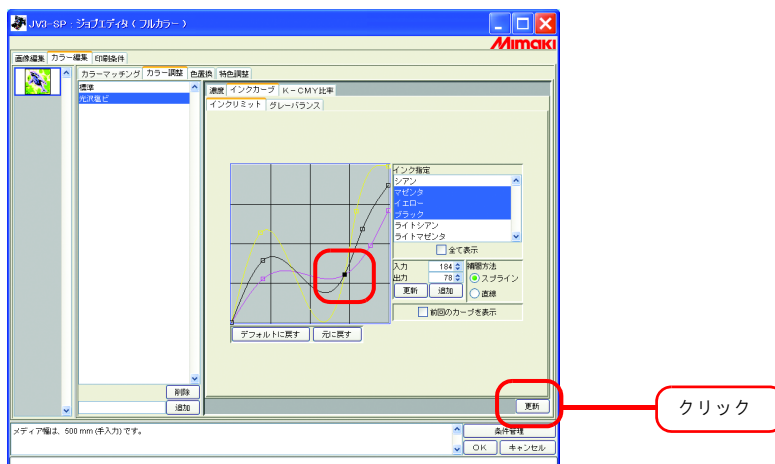 JV3-SP : ジョブエディタ ( フルカラー )
Mimaki
画像編集 カラー編集 印刷条件
カラーマッチング カラー調整 色置換 特色調整
標準
光沢塩ビ
濃度 インクカーブ K-CMY比率
インクリミット グレーバランス
インク指定
シアン
マゼンタ
イエロー
ブラック
ライトシアン
ライトマゼンタ
全て表示
入力 184
出力 78
更新 追加
補間方法
スプライン
直線
前回のカーブを表示
デフォルトに戻す 元に戻す
削除
追加
更新
クリック
メディア幅は、500 mm (手入力) です。
条件管理
OK キャンセル